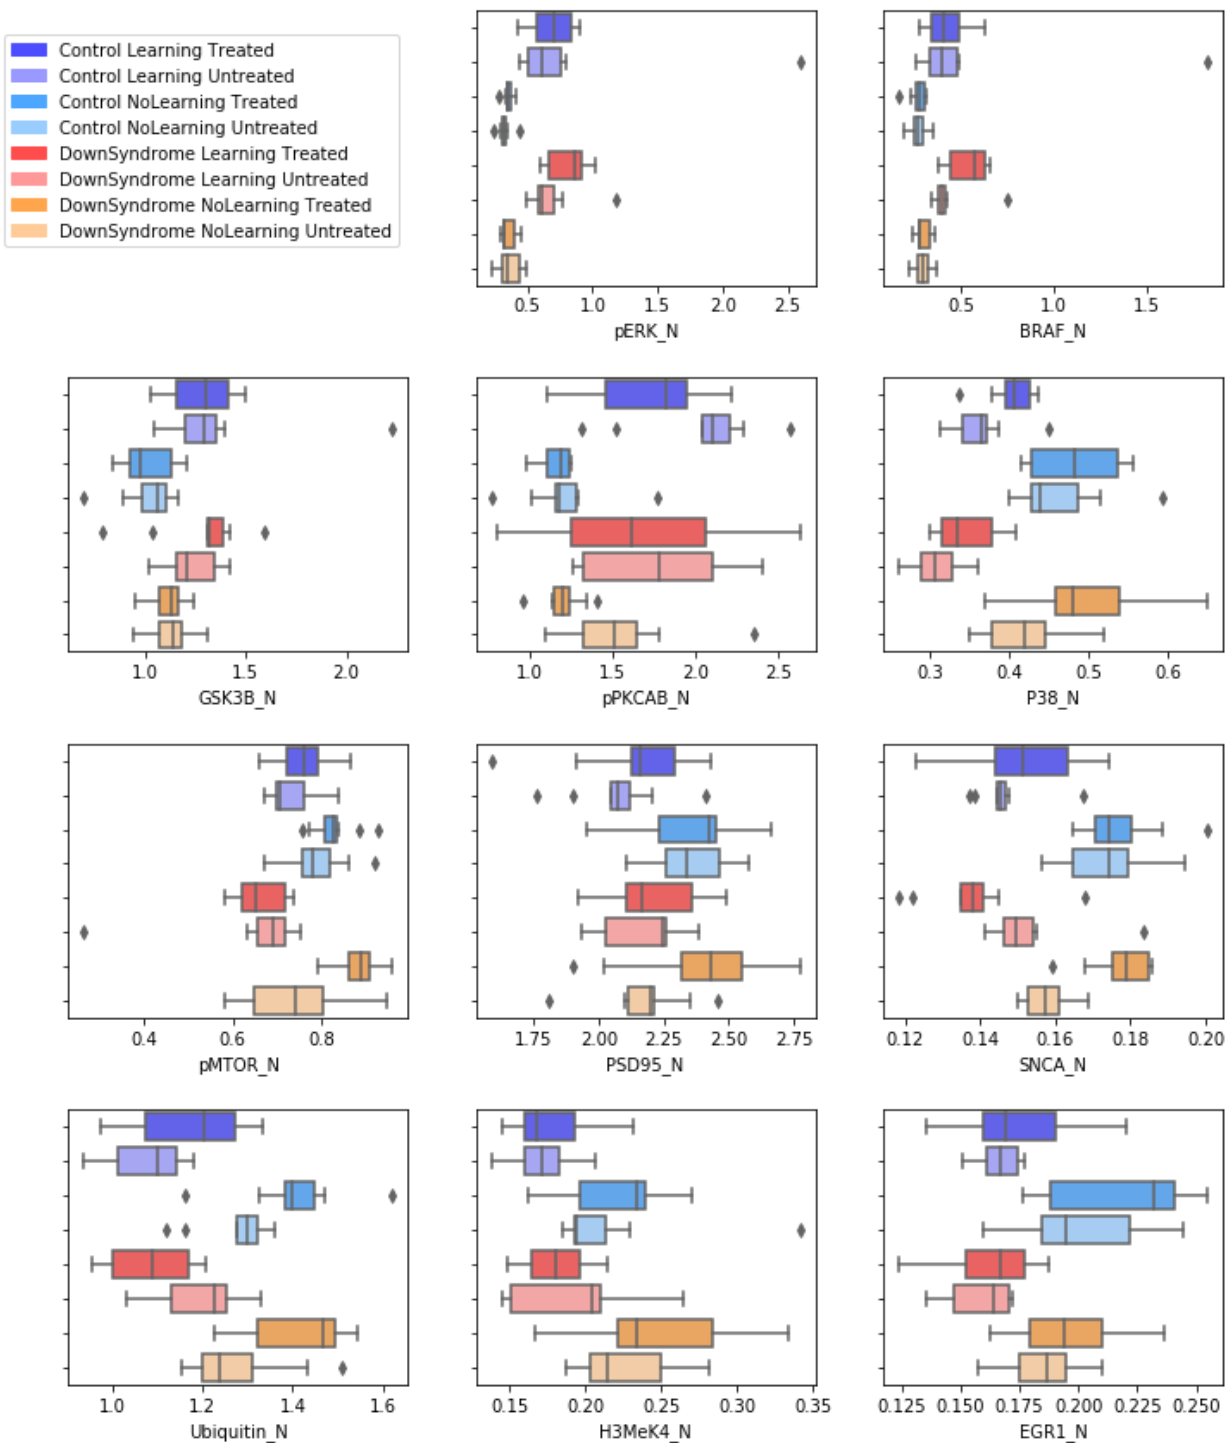 Control Learning Treated
Control Learning Untreated
Control NoLearning Treated
Control NoLearning Untreated
DownSyndrome Learning Treated
DownSyndrome Learning Untreated
DownSyndrome NoLearning Treated
DownSyndrome NoLearning Untreated
0.5 1.0 1.5 2.0 2.5
pERK_N
0.5 1.0 1.5
BRAF_N
1.0 1.5 2.0
GSK3B_N
1.0 1.5 2.0 2.5
pPKCAB_N
0.3 0.4 0.5 0.6
P38_N
0.4 0.6 0.8
pMTOR_N
1.75 2.00 2.25 2.50 2.75
PSD95_N
0.12 0.14 0.16 0.18 0.20
SNCA_N
1.0 1.2 1.4 1.6
Ubiquitin_N
0.15 0.20 0.25 0.30 0.35
H3MeK4_N
0.125 0.150 0.175 0.200 0.225 0.250
EGR1_N